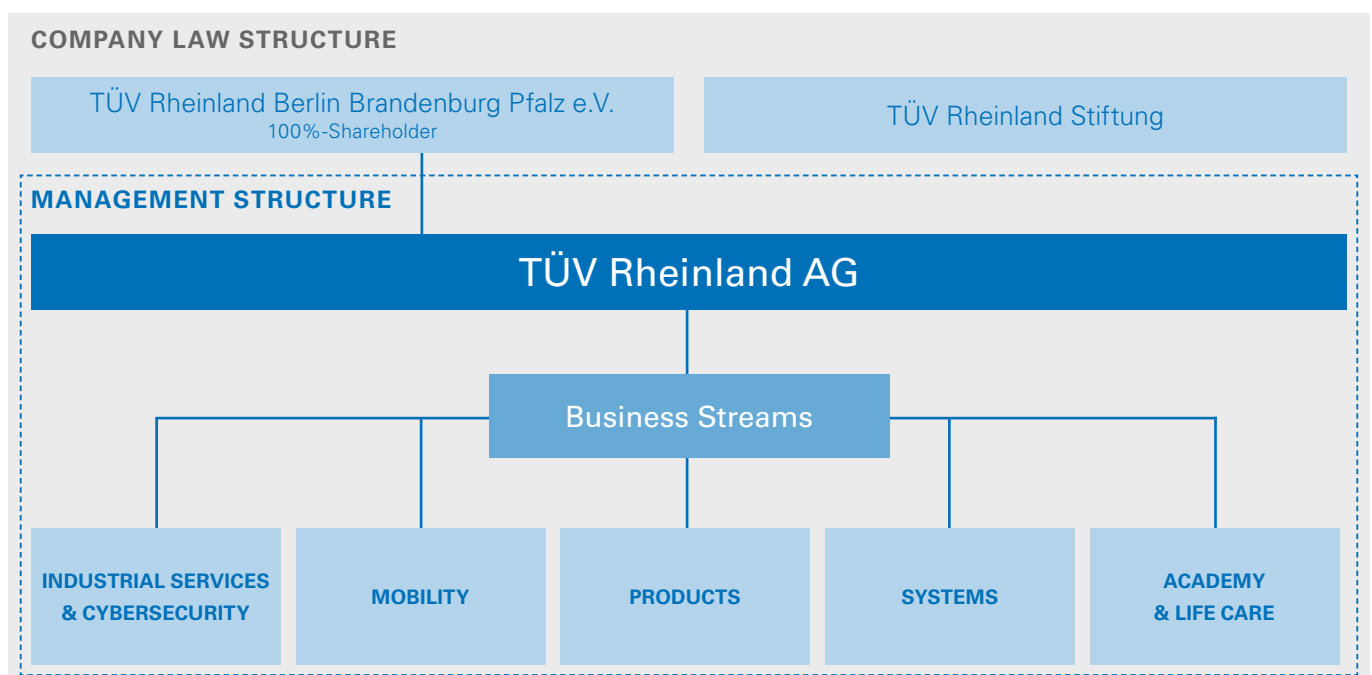 COMPANY LAW STRUCTURE
TÜV Rheinland Berlin Brandenburg Pfalz e.V.
100%-Shareholder
TÜV Rheinland Stiftung
MANAGEMENT STRUCTURE
TÜV Rheinland AG
Business Streams
INDUSTRIAL SERVICES
& CYBERSECURITY
MOBILITY
PRODUCTS
SYSTEMS
ACADEMY
& LIFE CARE